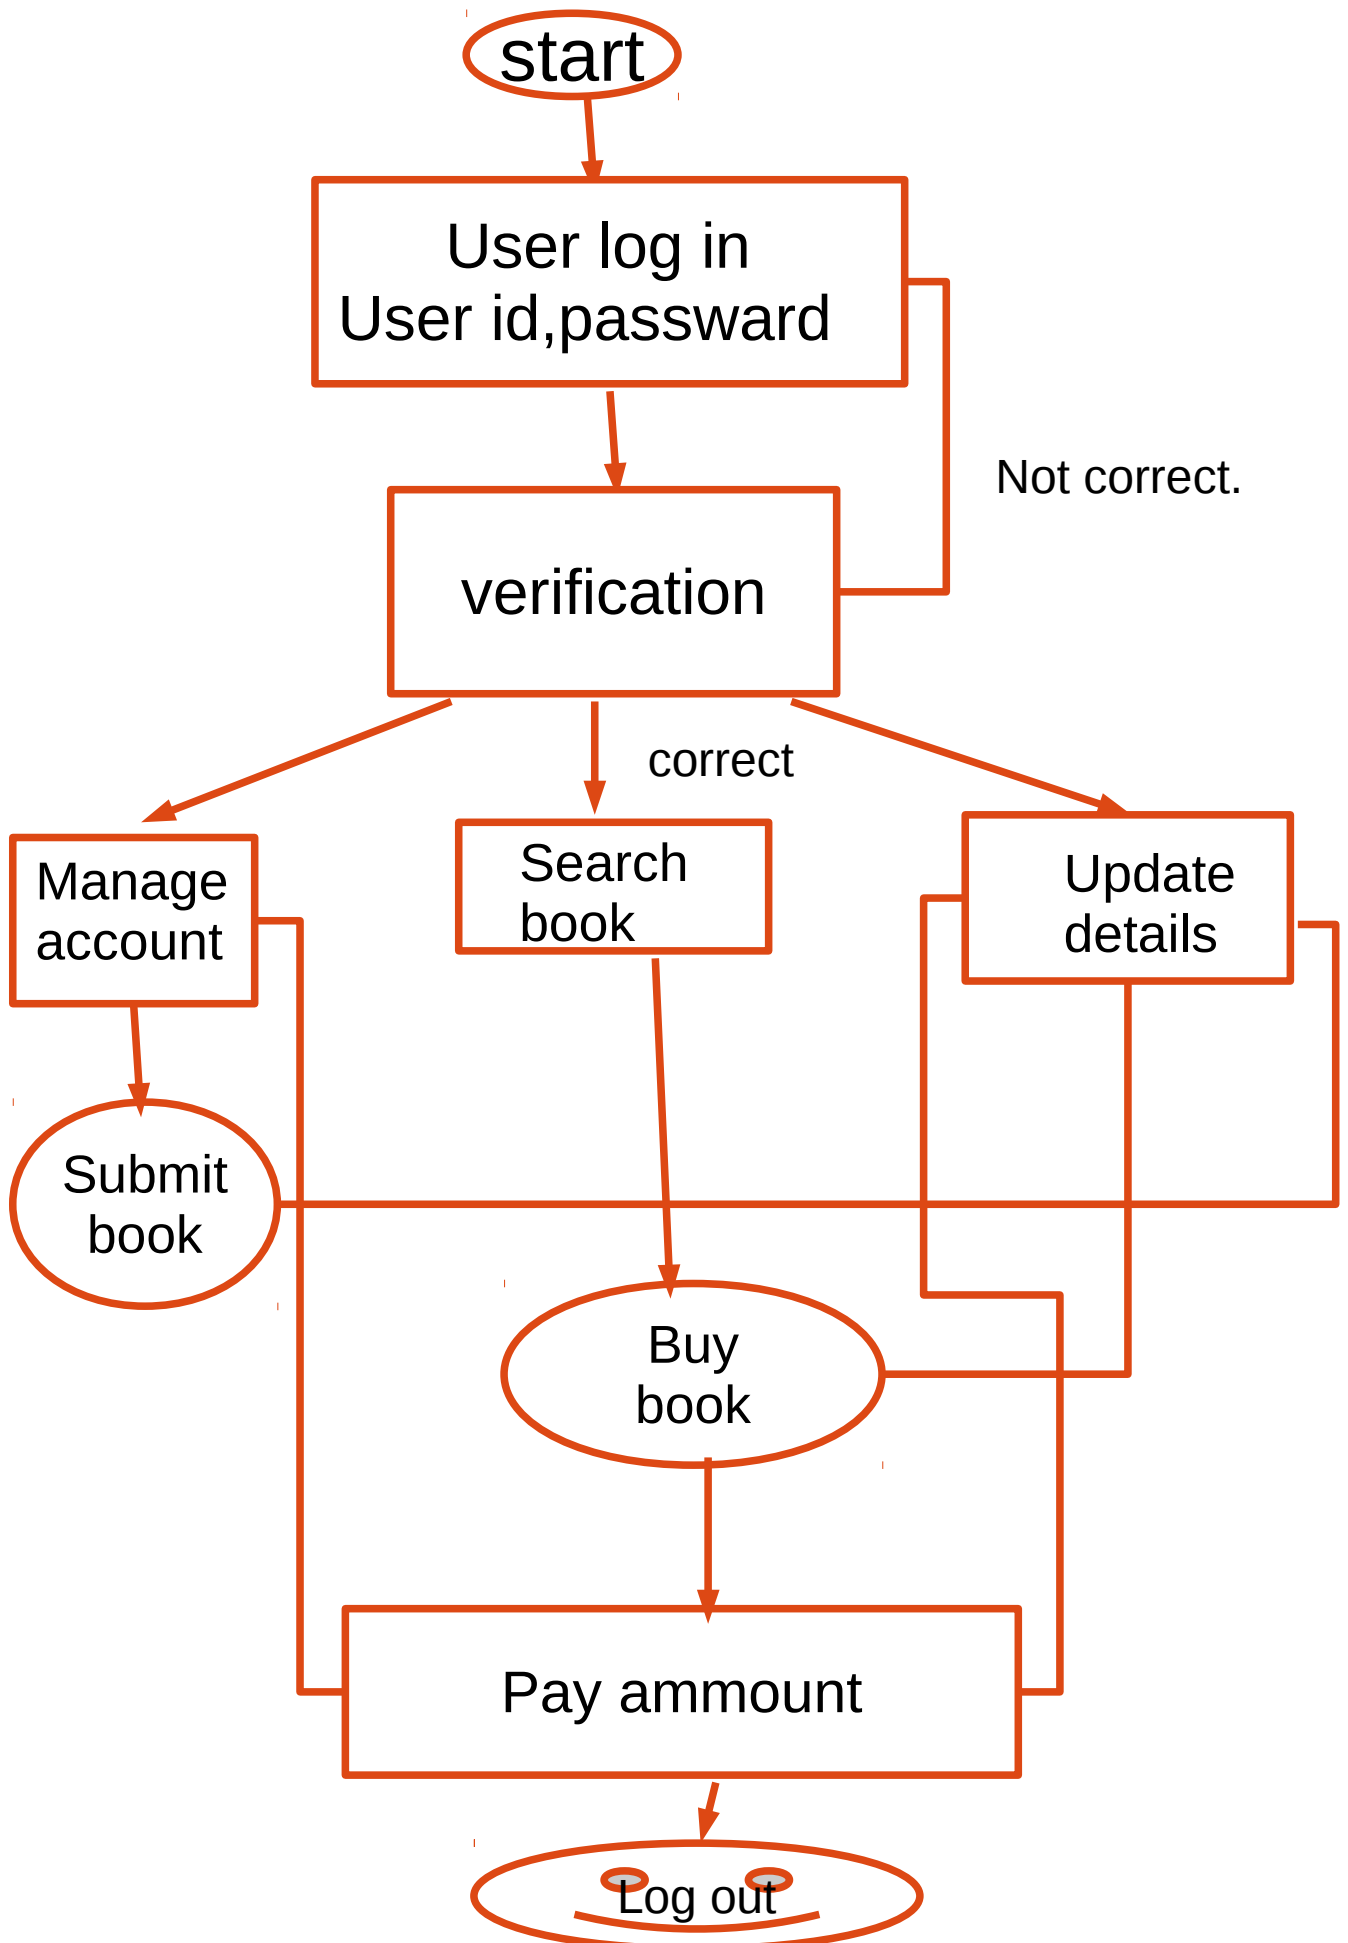 start
User log in
User id,passward
Not correct.
verification
correct
Manage
account
Search
book
Update
details
Submit
book
Buy
book
Pay ammount
Log out